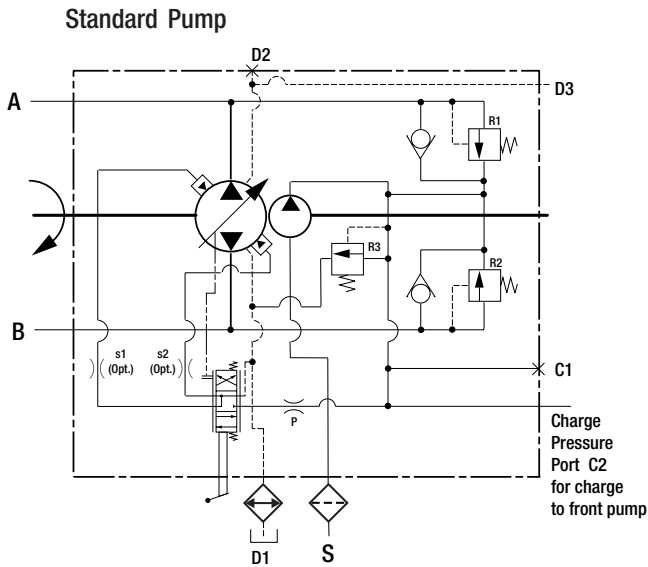 Standard Pump
D2
D3
A
R1
R3
R2
B
s1
(Opt.)
s2
(Opt.)
C1
P
Charge
Pressure
Port C2
for charge
to front pump
D1
S